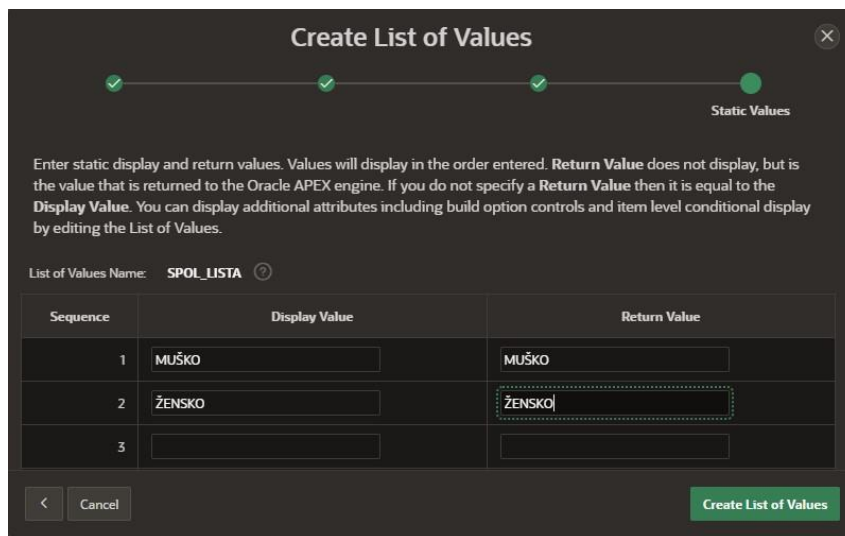 Create List of Values
Static Values
Enter static display and return values. Values will display in the order entered. Return Value does not display, but is
the value that is returned to the Oracle APEX engine. If you do not specify a Return Value then it is equal to the
Display Value. You can display additional attributes including build option controls and item level conditional display
by editing the List of Values.
List of Values Name: SPOL_LISTA ?
Sequence Display Value Return Value
1 MUŠKO MUŠKO
2 ŽENSKO ŽENSKO
3
< Cancel Create List of Values